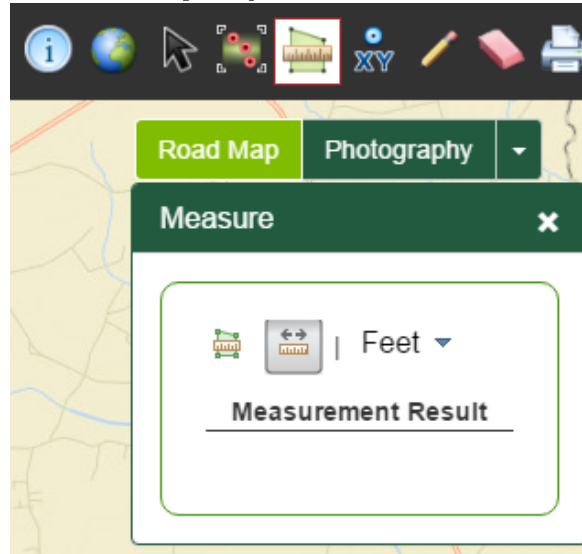 i
XY
Road Map Photography
Measure
| Feet
Measurement Result